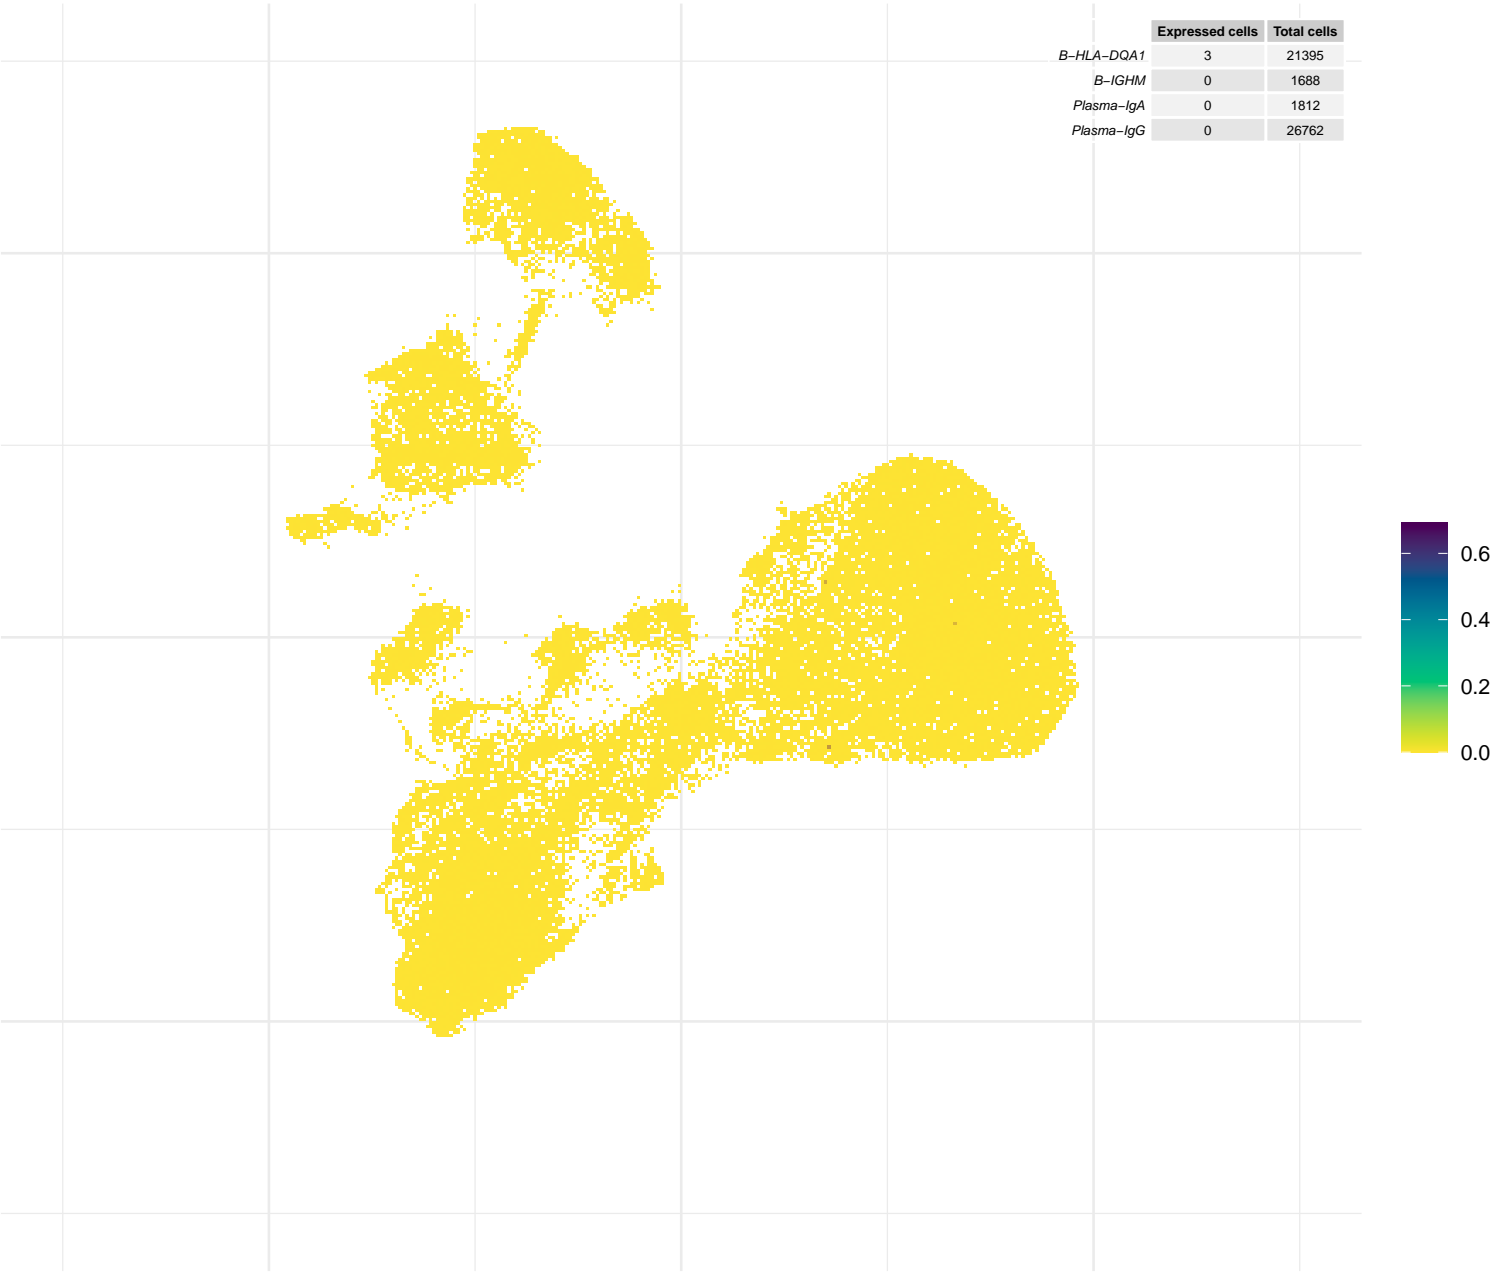 Expressed cells Total cells
B–HLA–DQA1 3 21395
B–IGHM 0 1688
Plasma–IgA 0 1812
Plasma–IgG 0 26762
0.6
0.4
0.2
0.0